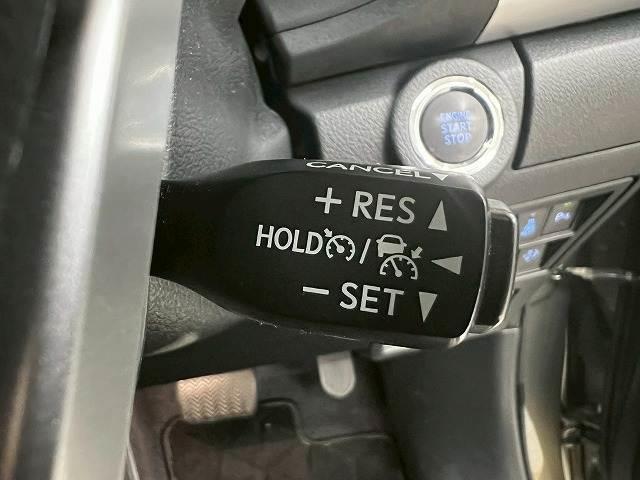 ENGINE
START
STOP
CANCEL
+ RES
HOLD /
− SET